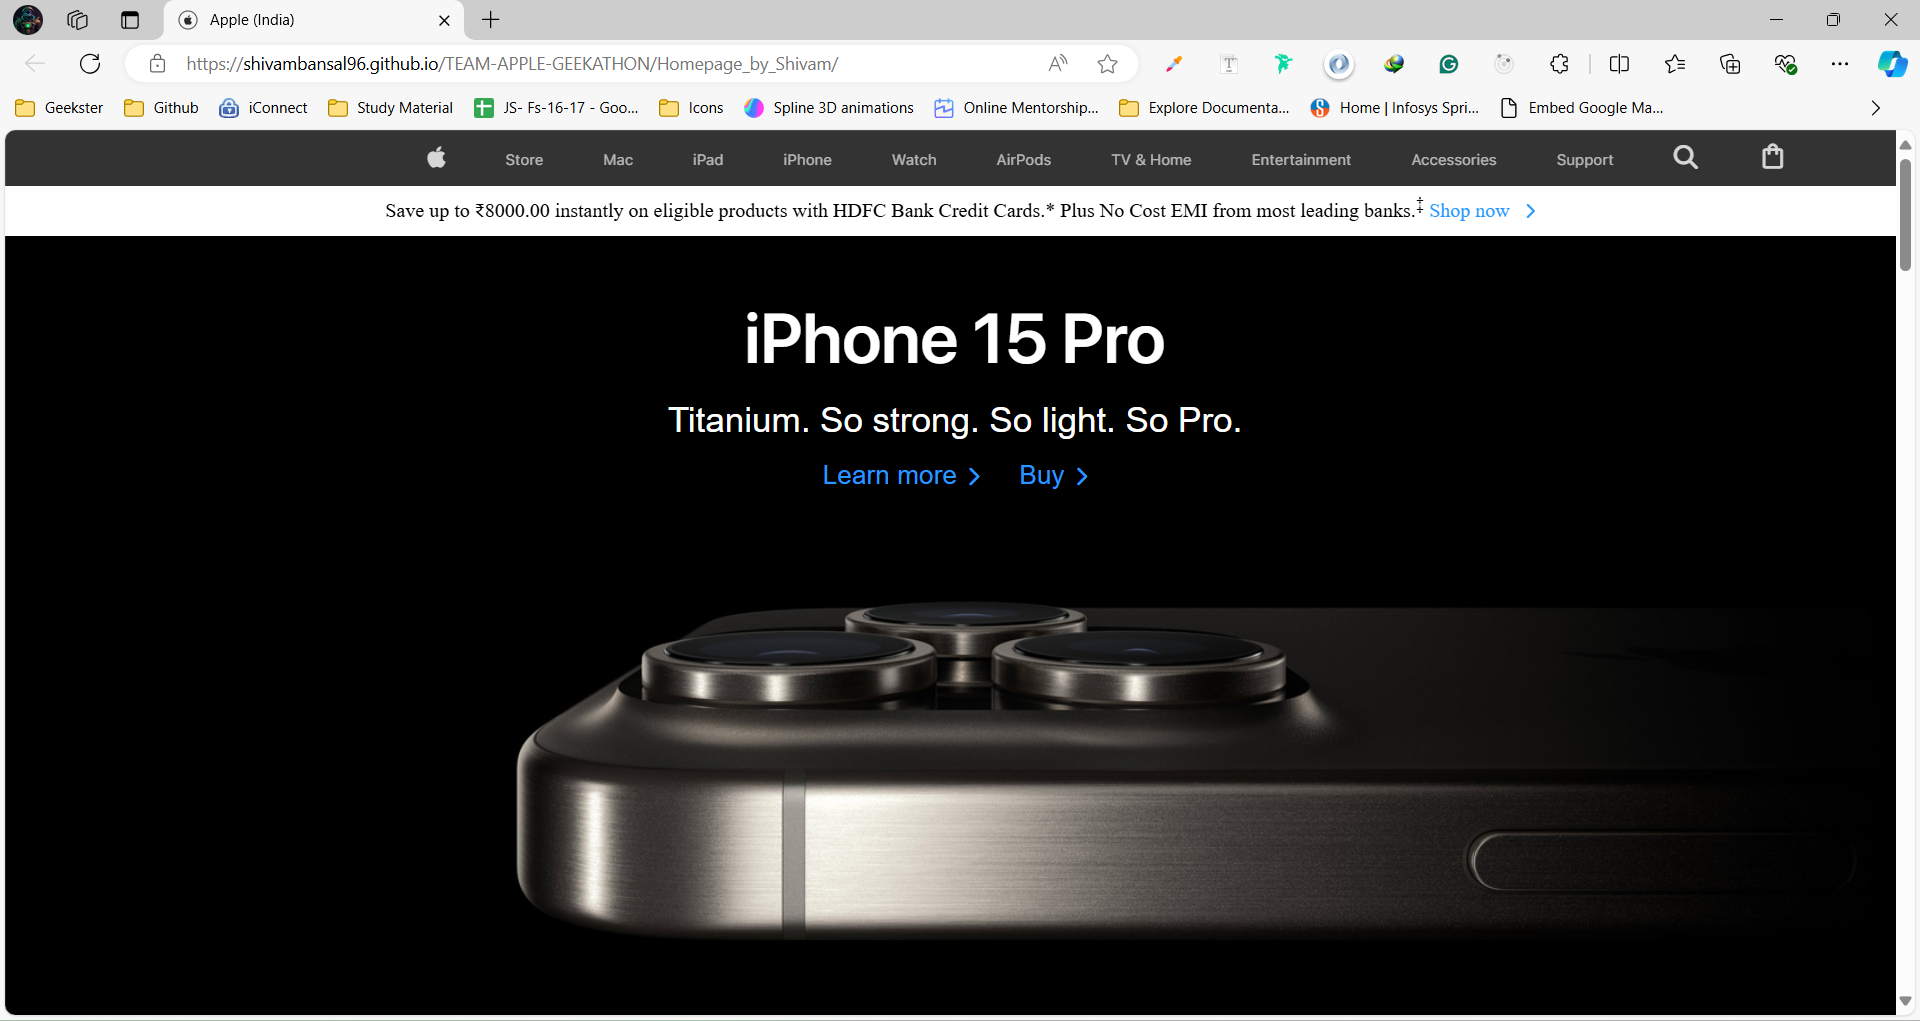 Apple (India)
https://shivambansal96.github.io/TEAM-APPLE-GEEKATHON/Homepage_by_Shivam/
Geekster Github iConnect Study Material JS- Fs-16-17 - Goo... Icons Spline 3D animations Online Mentorship... Explore Documenta... Home | Infosys Spri... Embed Google Ma...
Store Mac iPad iPhone Watch AirPods TV & Home Entertainment Accessories Support
Save up to ₹8000.00 instantly on eligible products with HDFC Bank Credit Cards.* Plus No Cost EMI from most leading banks.‡ Shop now
iPhone 15 Pro
Titanium. So strong. So light. So Pro.
Learn more Buy